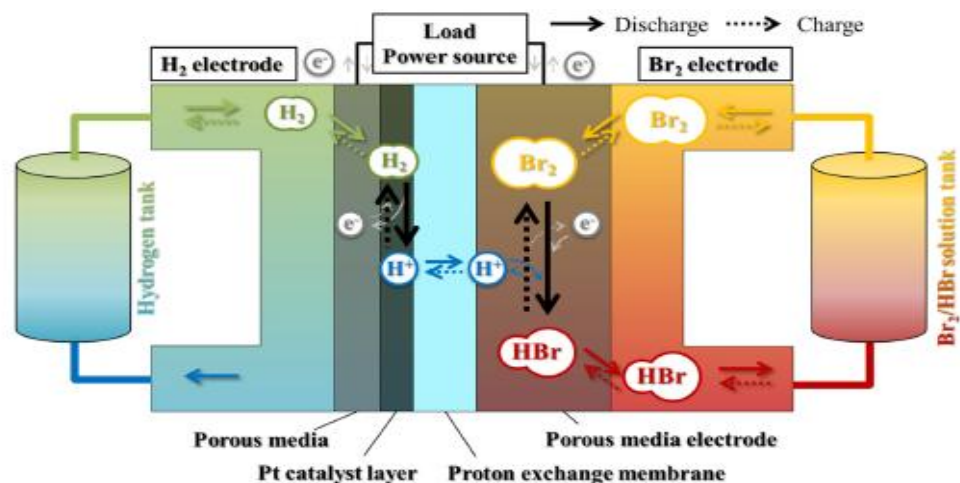 Load
Power source
Discharge
Charge
H₂ electrode
e⁻
e⁻
Br₂ electrode
H₂
Br₂
H₂
Br₂
e⁻
e⁻
H⁺
H⁺
HBr
HBr
Hydrogen tank
Br₂/HBr solution tank
Porous media
Porous media electrode
Pt catalyst layer
Proton exchange membrane